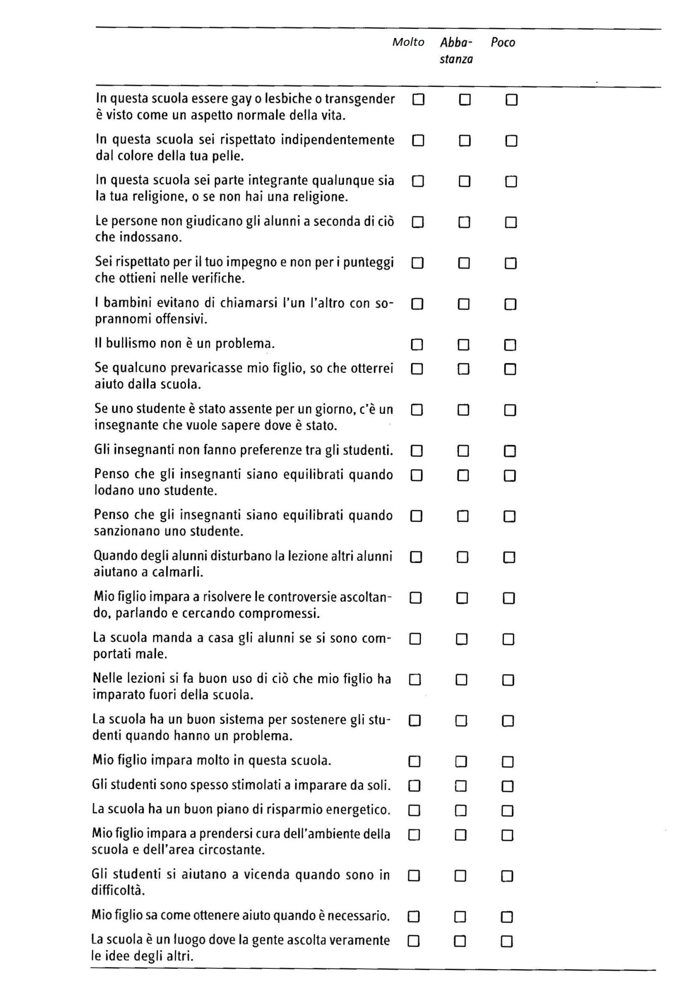 Molto Abba- Poco
stanza
In questa scuola essere gay o lesbiche o transgender
è visto come un aspetto normale della vita.
In questa scuola sei rispettato indipendentemente
dal colore della tua pelle.
In questa scuola sei parte integrante qualunque sia
la tua religione, o se non hai una religione.
Le persone non giudicano gli alunni a seconda di ciò
che indossano.
Sei rispettato per il tuo impegno e non per i punteggi
che ottieni nelle verifiche.
I bambini evitano di chiamarsi l'un l'altro con so-
prannomi offensivi.
Il bullismo non è un problema.
Se qualcuno prevaricasse mio figlio, so che otterrei
aiuto dalla scuola.
Se uno studente è stato assente per un giorno, c'è un
insegnante che vuole sapere dove è stato.
Gli insegnanti non fanno preferenze tra gli studenti.
Penso che gli insegnanti siano equilibrati quando
lodano uno studente.
Penso che gli insegnanti siano equilibrati quando
sanzionano uno studente.
Quando degli alunni disturbano la lezione altri alunni
aiutano a calmarli.
Mio figlio impara a risolvere le controversie ascoltan-
do, parlando e cercando compromessi.
La scuola manda a casa gli alunni se si sono com-
portati male.
Nelle lezioni si fa buon uso di ciò che mio figlio ha
imparato fuori della scuola.
La scuola ha un buon sistema per sostenere gli stu-
denti quando hanno un problema.
Mio figlio impara molto in questa scuola.
Gli studenti sono spesso stimolati a imparare da soli.
La scuola ha un buon piano di risparmio energetico.
Mio figlio impara a prendersi cura dell'ambiente della
scuola e dell'area circostante.
Gli studenti si aiutano a vicenda quando sono in
difficoltà.
Mio figlio sa come ottenere aiuto quando è necessario.
La scuola è un luogo dove la gente ascolta veramente
le idee degli altri.